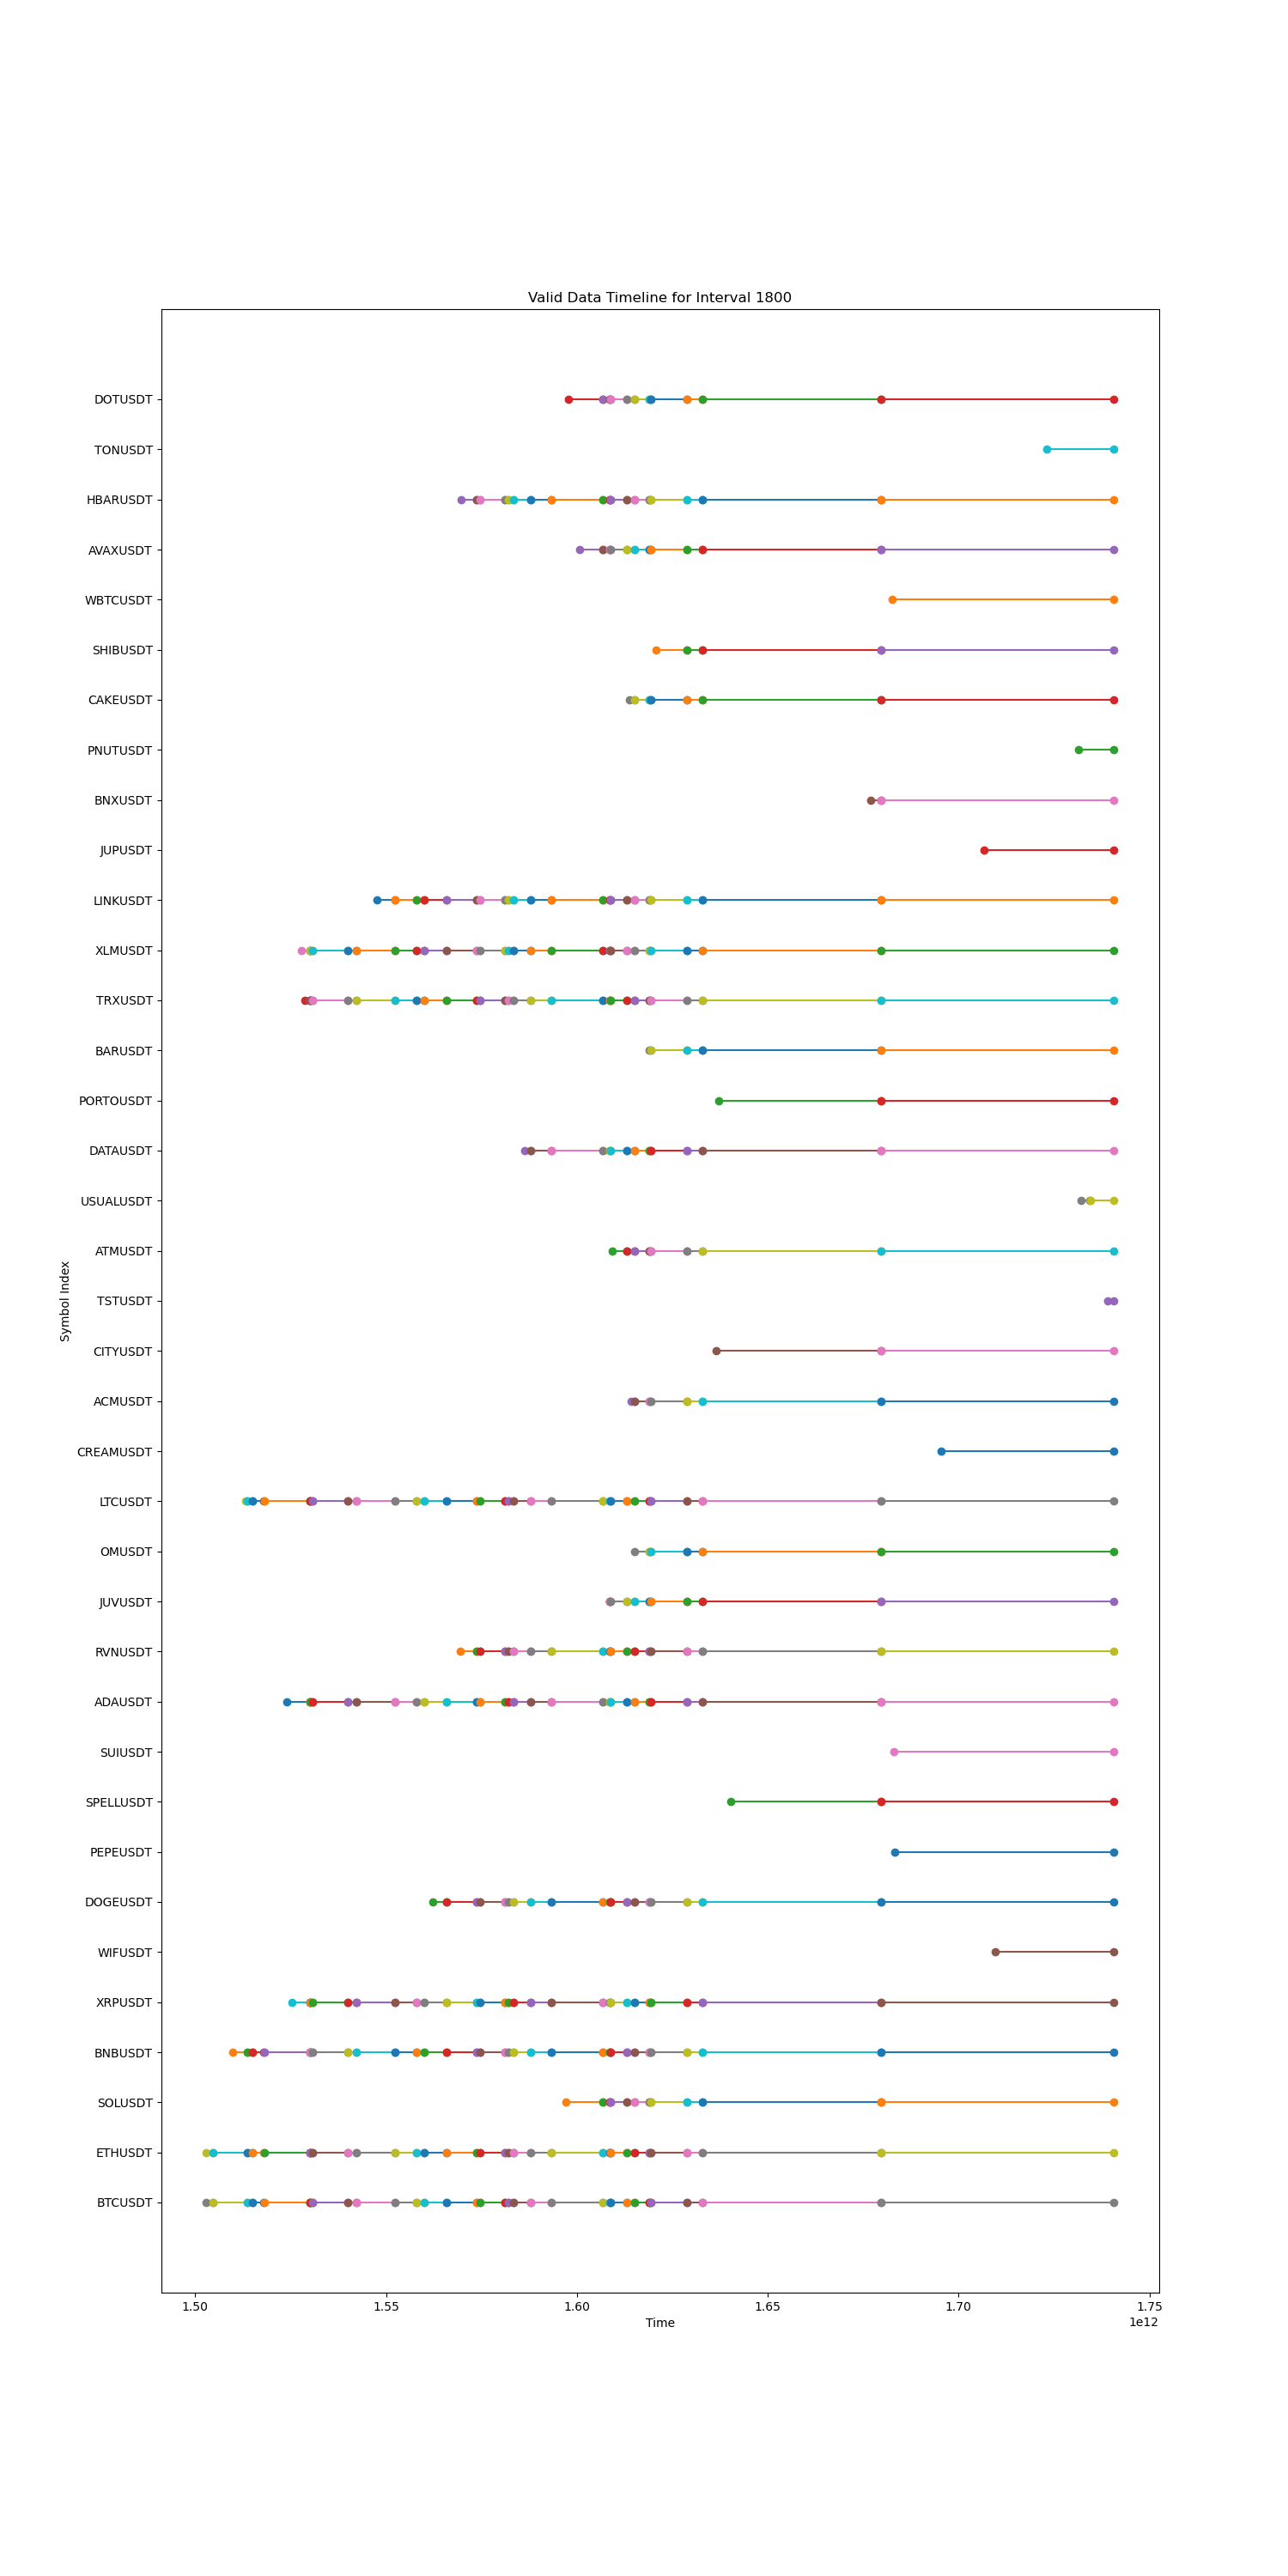 Valid Data Timeline for Interval 1800
DOTUSDT
TONUSDT
HBARUSDT
AVAXUSDT
WBTCUSDT
SHIBUSDT
CAKEUSDT
PNUTUSDT
BNXUSDT
JUPUSDT
LINKUSDT
XLMUSDT
TRXUSDT
BARUSDT
PORTOUSDT
DATAUSDT
USUALUSDT
ATMUSDT
TSTUSDT
CITYUSDT
ACMUSDT
CREAMUSDT
LTCUSDT
OMUSDT
JUVUSDT
RVNUSDT
ADAUSDT
SUIUSDT
SPELLUSDT
PEPEUSDT
DOGEUSDT
WIFUSDT
XRPUSDT
BNBUSDT
SOLUSDT
ETHUSDT
BTCUSDT
Symbol Index
1.50 1.55 1.60 1.65 1.70 1.75
Time
1e12